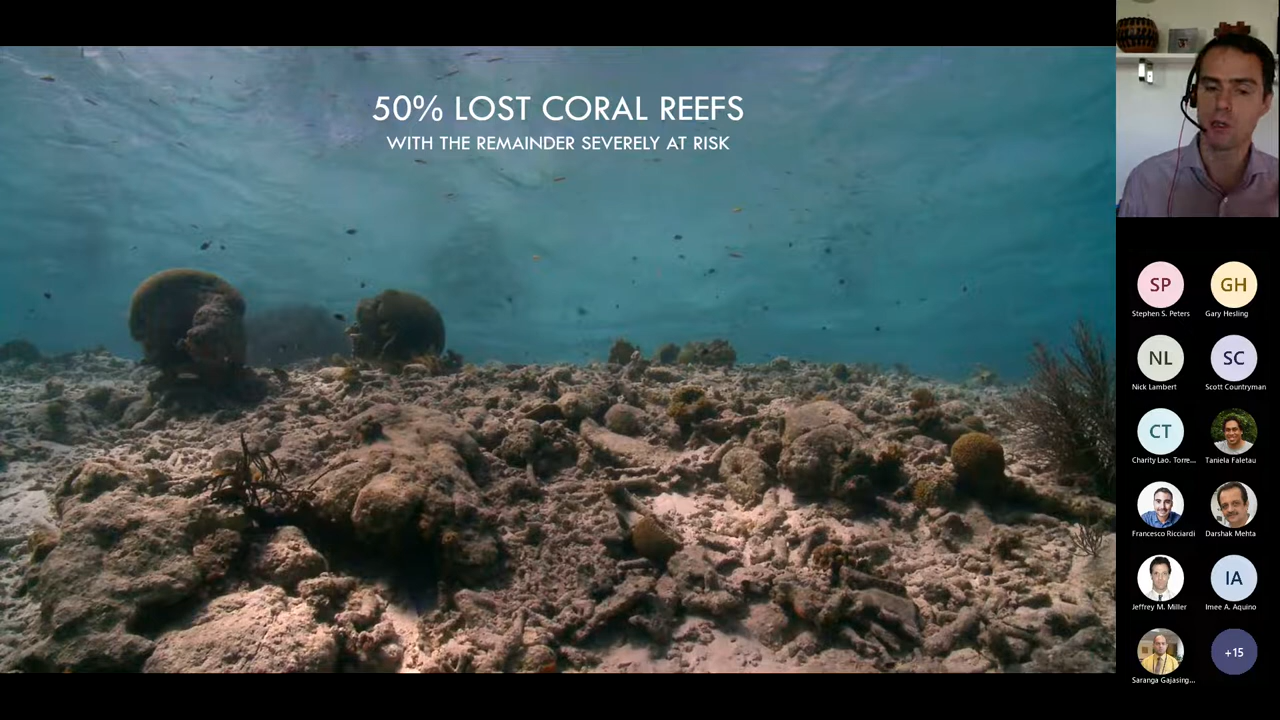 50% LOST CORAL REEFS
WITH THE REMAINDER SEVERELY AT RISK
SP
GH
Stephen S. Peters
Gary Hesling
NL
SC
Nick Lambert
Scott Countryman
CT
Charity Lao. Torre...
Taniela Faletau
Francesco Ricciardi
Darshak Mehta
IA
Jeffrey M. Miller
Imee A. Aquino
+15
Saranga Gajasing...